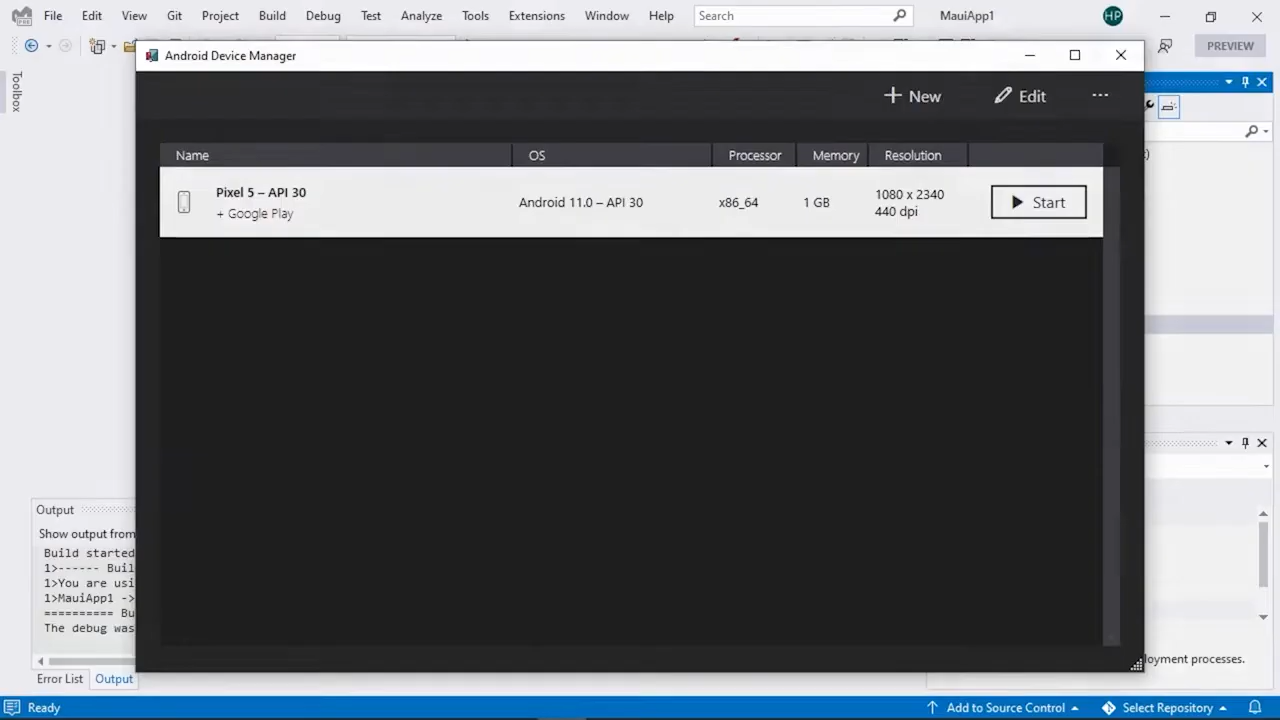 File Edit View Git Project Build Debug Test Analyze Tools Extensions Window Help Search MauiApp1 HP
PREVIEW
Toolbox
Android Device Manager
New Edit ...
Name OS Processor Memory Resolution
Pixel 5 – API 30
+ Google Play
Android 11.0 – API 30
x86_64
1 GB
1080 x 2340
440 dpi
Start
Output
Show output from
Build started
1>------ Buil
1>You are usi
1>MauiApp1 ->
========== Bu
The debug was
oyment processes.
Error List Output
Ready Add to Source Control Select Repository